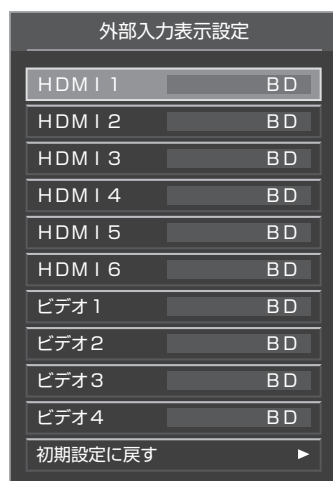 外部入力表示設定
HDMI1 BD
HDMI2 BD
HDMI3 BD
HDMI4 BD
HDMI5 BD
HDMI6 BD
ビデオ1 BD
ビデオ2 BD
ビデオ3 BD
ビデオ4 BD
初期設定に戻す ▶